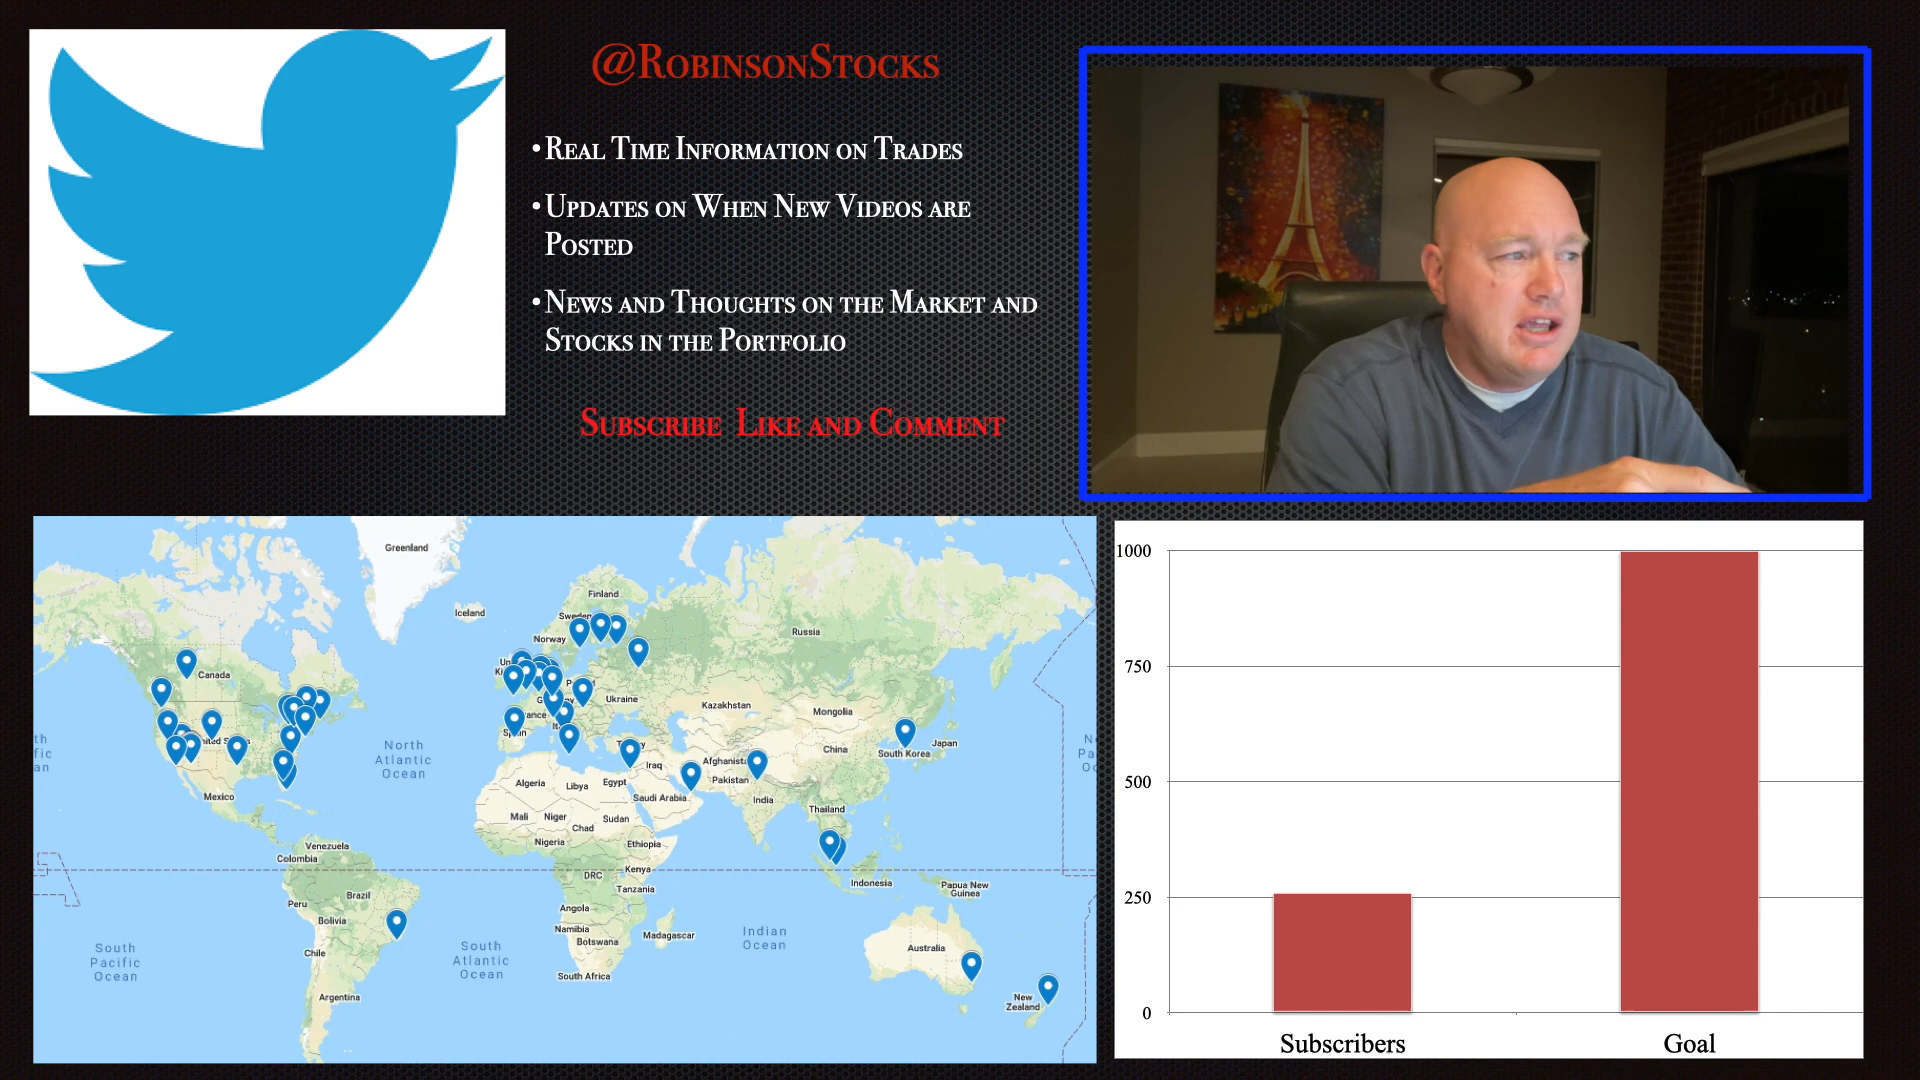 @RobinsonStocks
•Real Time Information on Trades
•Updates on When New Videos are
Posted
•News and Thoughts on the Market and
Stocks in the Portfolio
Subscribe Like and Comment
Greenland
Iceland
Finland
Sweden
Norway
Russia
Canada
Ukraine
Kazakhstan
Mongolia
Spain
China
Japan
South Korea
North
Atlantic
Ocean
Iraq
Afghanist
Pakistan
Mexico
Algeria
Libya
Egypt
Saudi Arabia
India
Thailand
Mali
Niger
Chad
Sudan
Nigeria
Ethiopia
Venezuela
Colombia
DRC
Kenya
Tanzania
Indonesia
Papua New
Guinea
Brazil
Peru
Bolivia
Angola
Namibia
Botswana
Madagascar
Indian
Ocean
Australia
Chile
South
Pacific
Ocean
South
Atlantic
Ocean
South Africa
Argentina
New
Zealand
1000
750
500
250
0
Subscribers
Goal